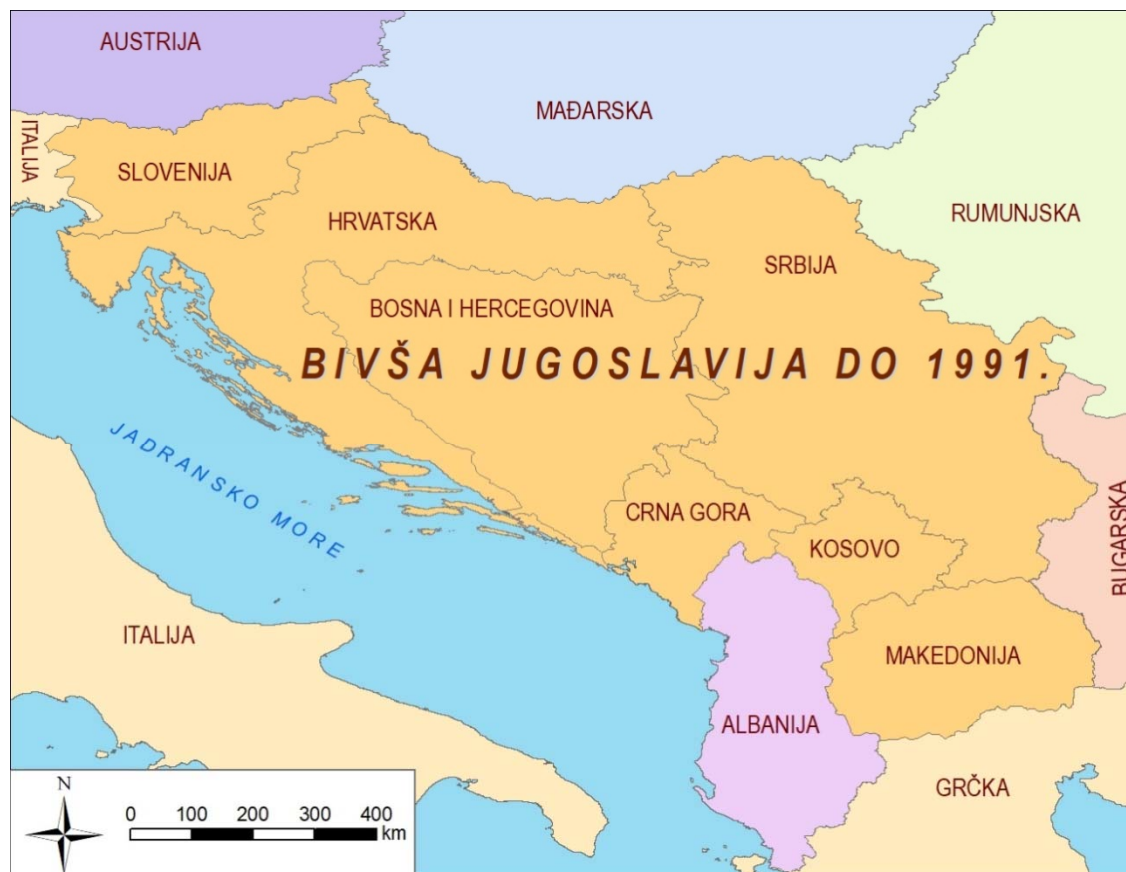 AUSTRIJA
MAĐARSKA
ITALIJA
SLOVENIJA
HRVATSKA
RUMUNJSKA
SRBIJA
BOSNA I HERCEGOVINA
BIVŠA JUGOSLAVIJA DO 1991.
JADRANSKO MORE
CRNA GORA
KOSOVO
BUGARSKA
ITALIJA
MAKEDONIJA
ALBANIJA
GRČKA
N
0 100 200 300 400
km